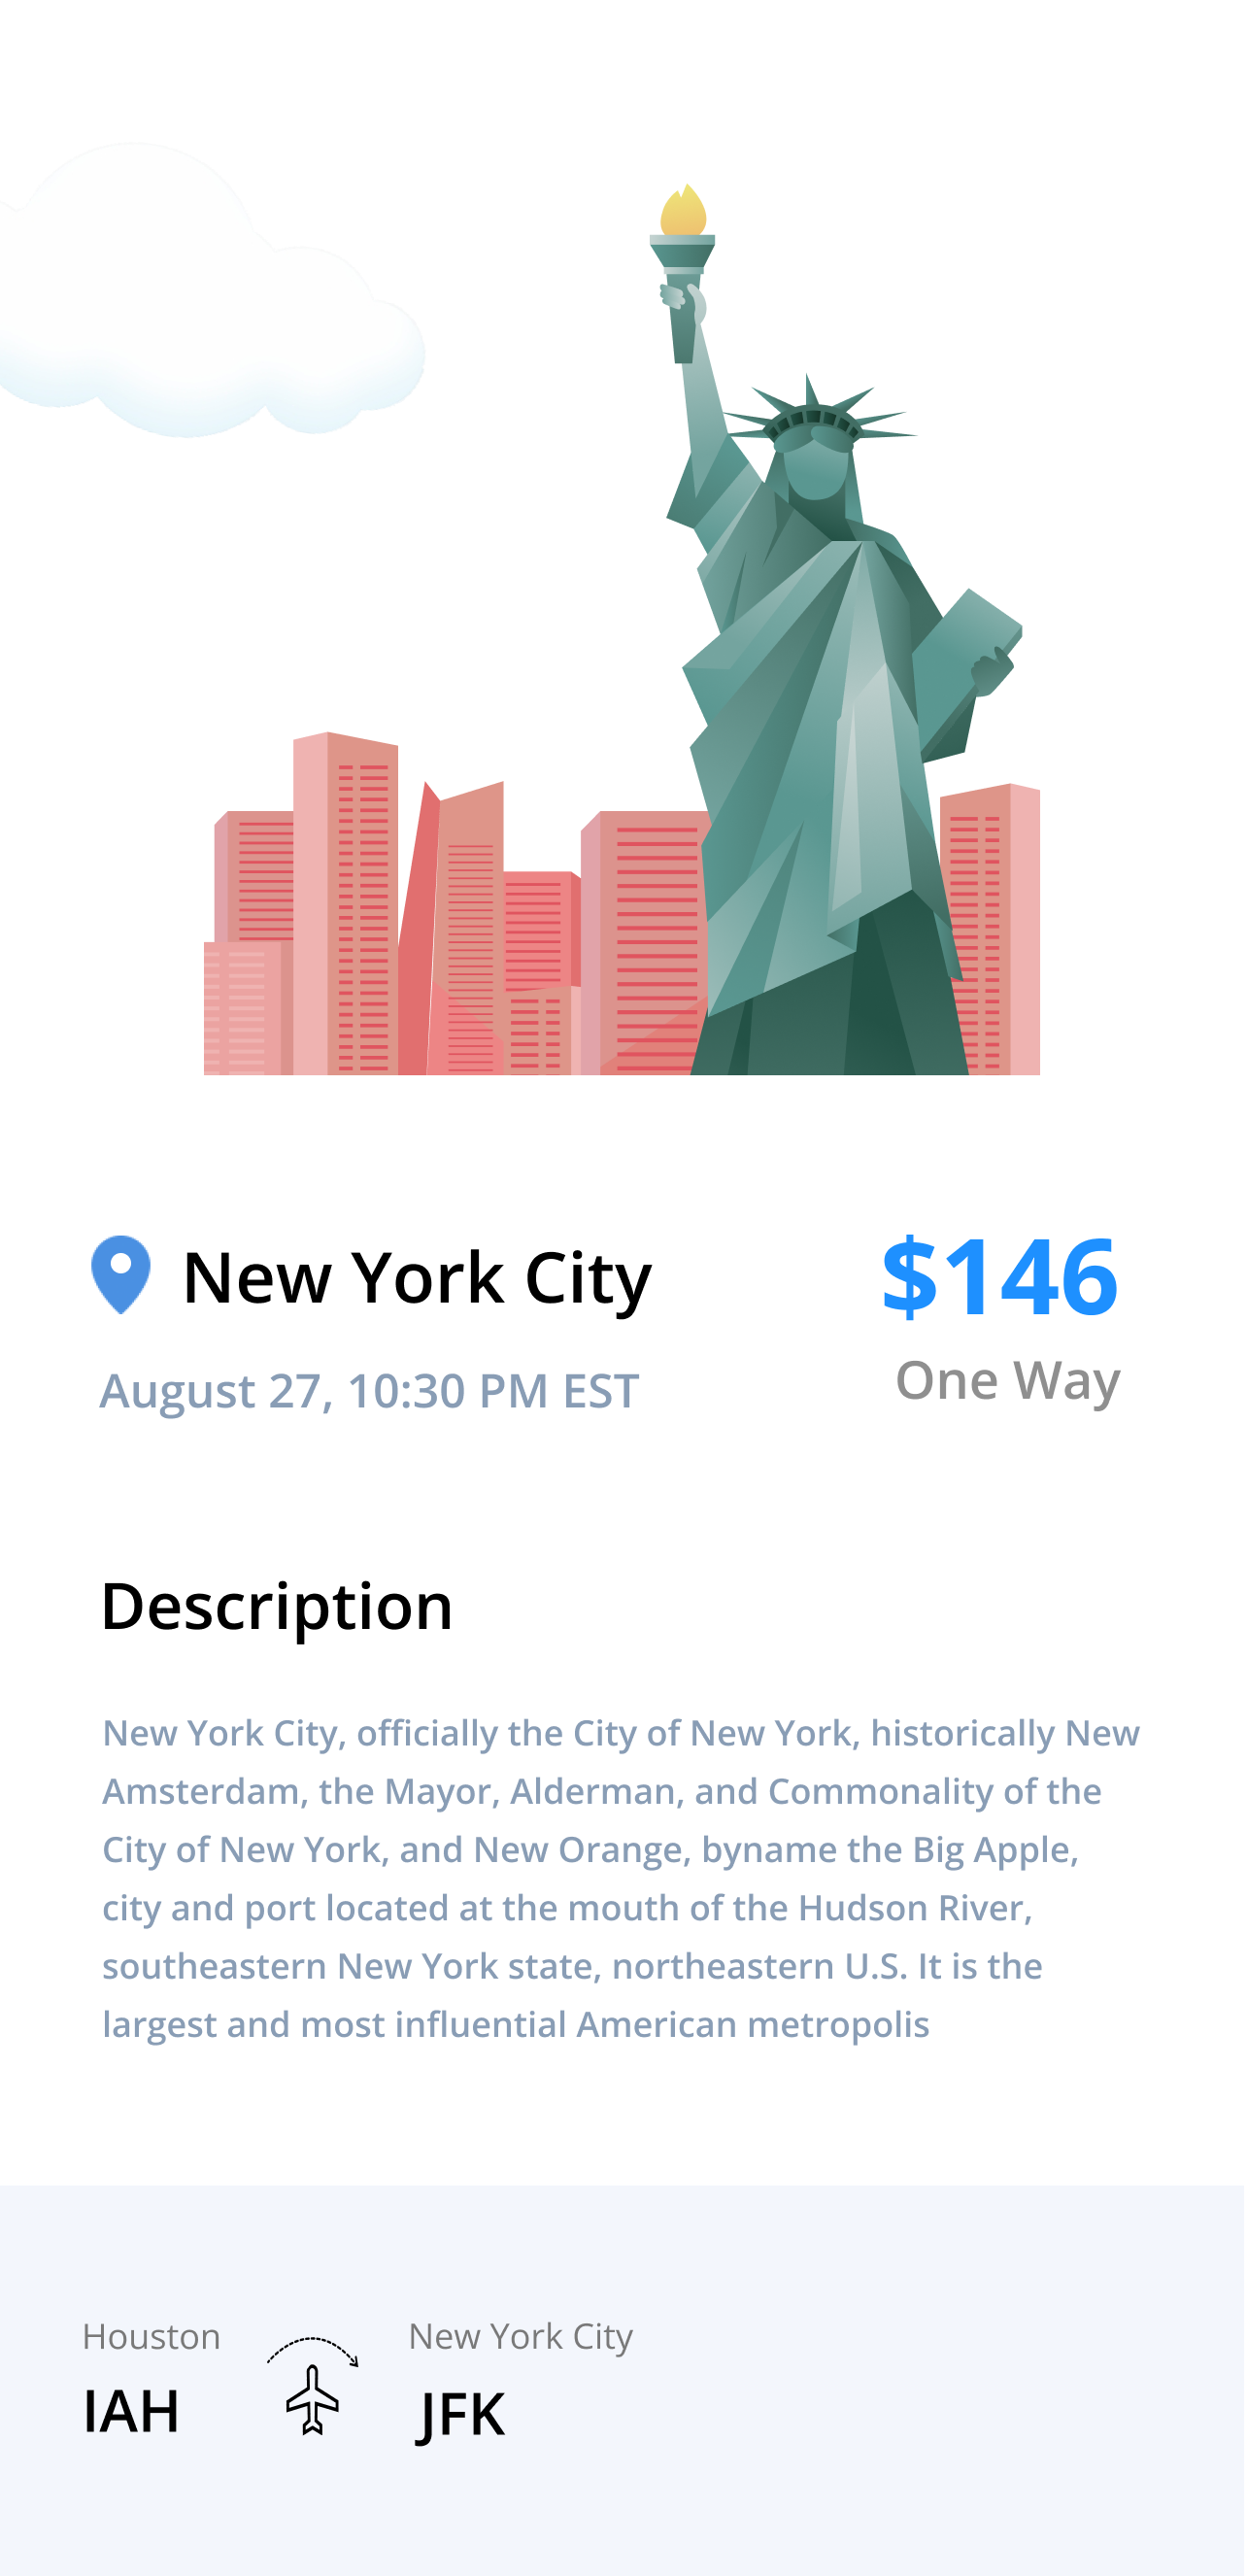 New York City
$146
August 27, 10:30 PM EST
One Way
Description
New York City, officially the City of New York, historically New
Amsterdam, the Mayor, Alderman, and Commonality of the
City of New York, and New Orange, byname the Big Apple,
city and port located at the mouth of the Hudson River,
southeastern New York state, northeastern U.S. It is the
largest and most influential American metropolis
Houston
New York City
IAH
JFK